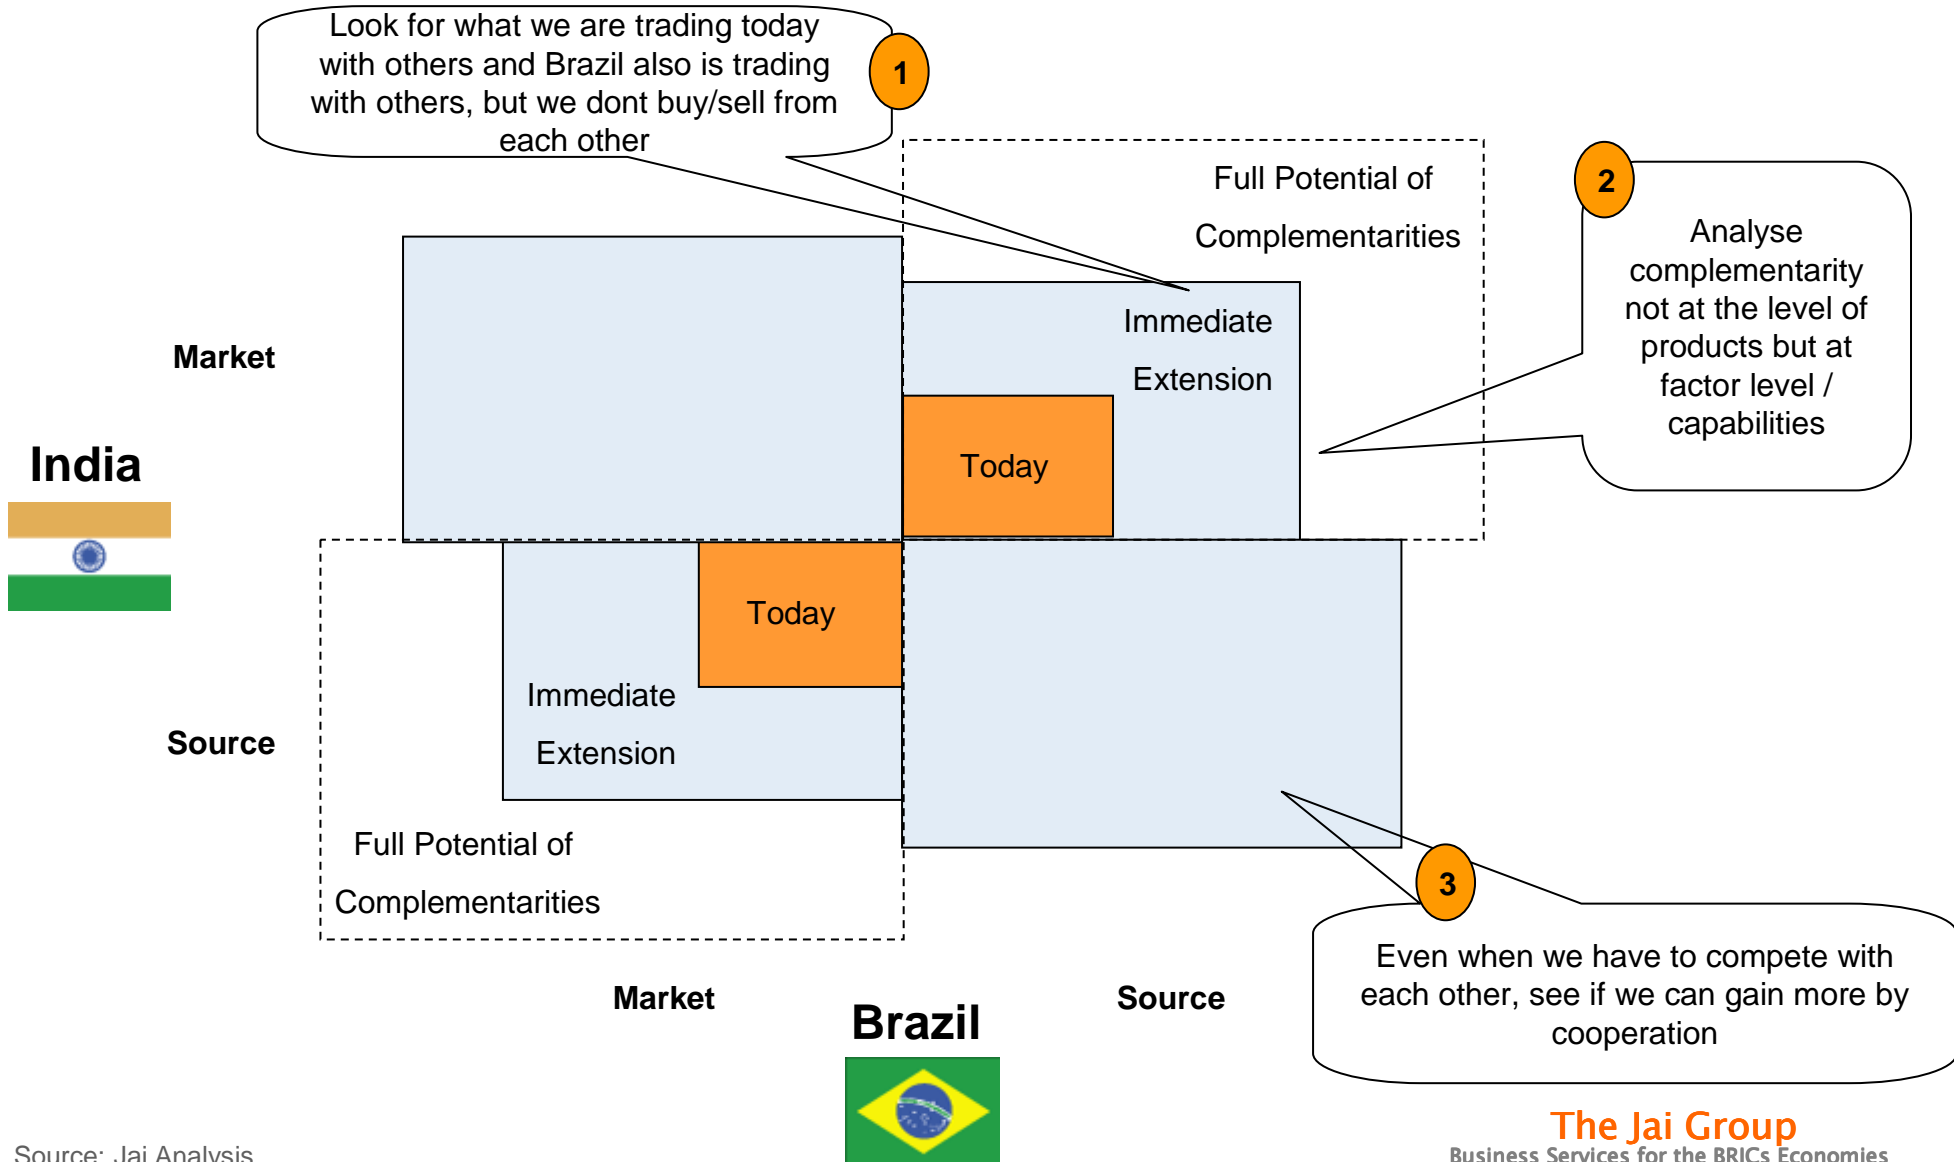 Look for what we are trading today
with others and Brazil also is trading
with others, but we dont buy/sell from
each other
1
Full Potential of
Complementarities
2
Analyse
complementarity
not at the level of
products but at
factor level /
capabilities
Immediate
Extension
Market
Today
India
Today
Immediate
Extension
Source
Full Potential of
Complementarities
3
Even when we have to compete with
each other, see if we can gain more by
cooperation
Market
Source
Brazil
The Jai Group
Business Services for the BRICs Economies
Source: Jai Analysis